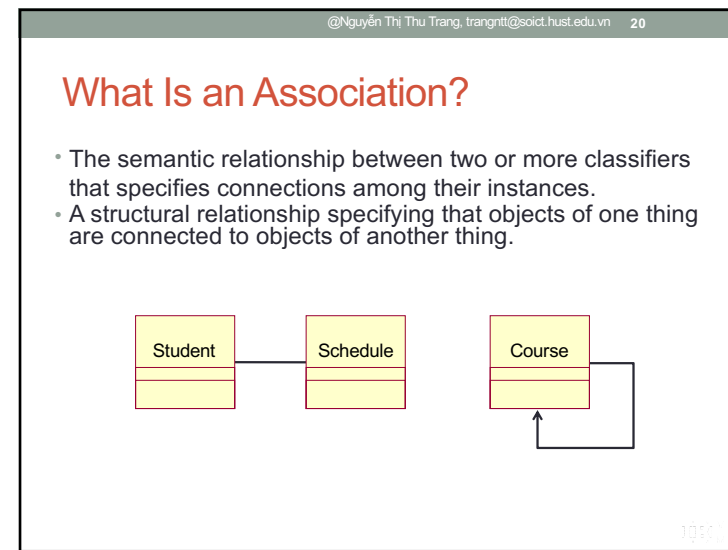 @Nguyễn Thị Thu Trang, trangntt@soict.hust.edu.vn 20
What Is an Association?
• The semantic relationship between two or more classifiers
that specifies connections among their instances.
• A structural relationship specifying that objects of one thing
are connected to objects of another thing.
Student Schedule Course